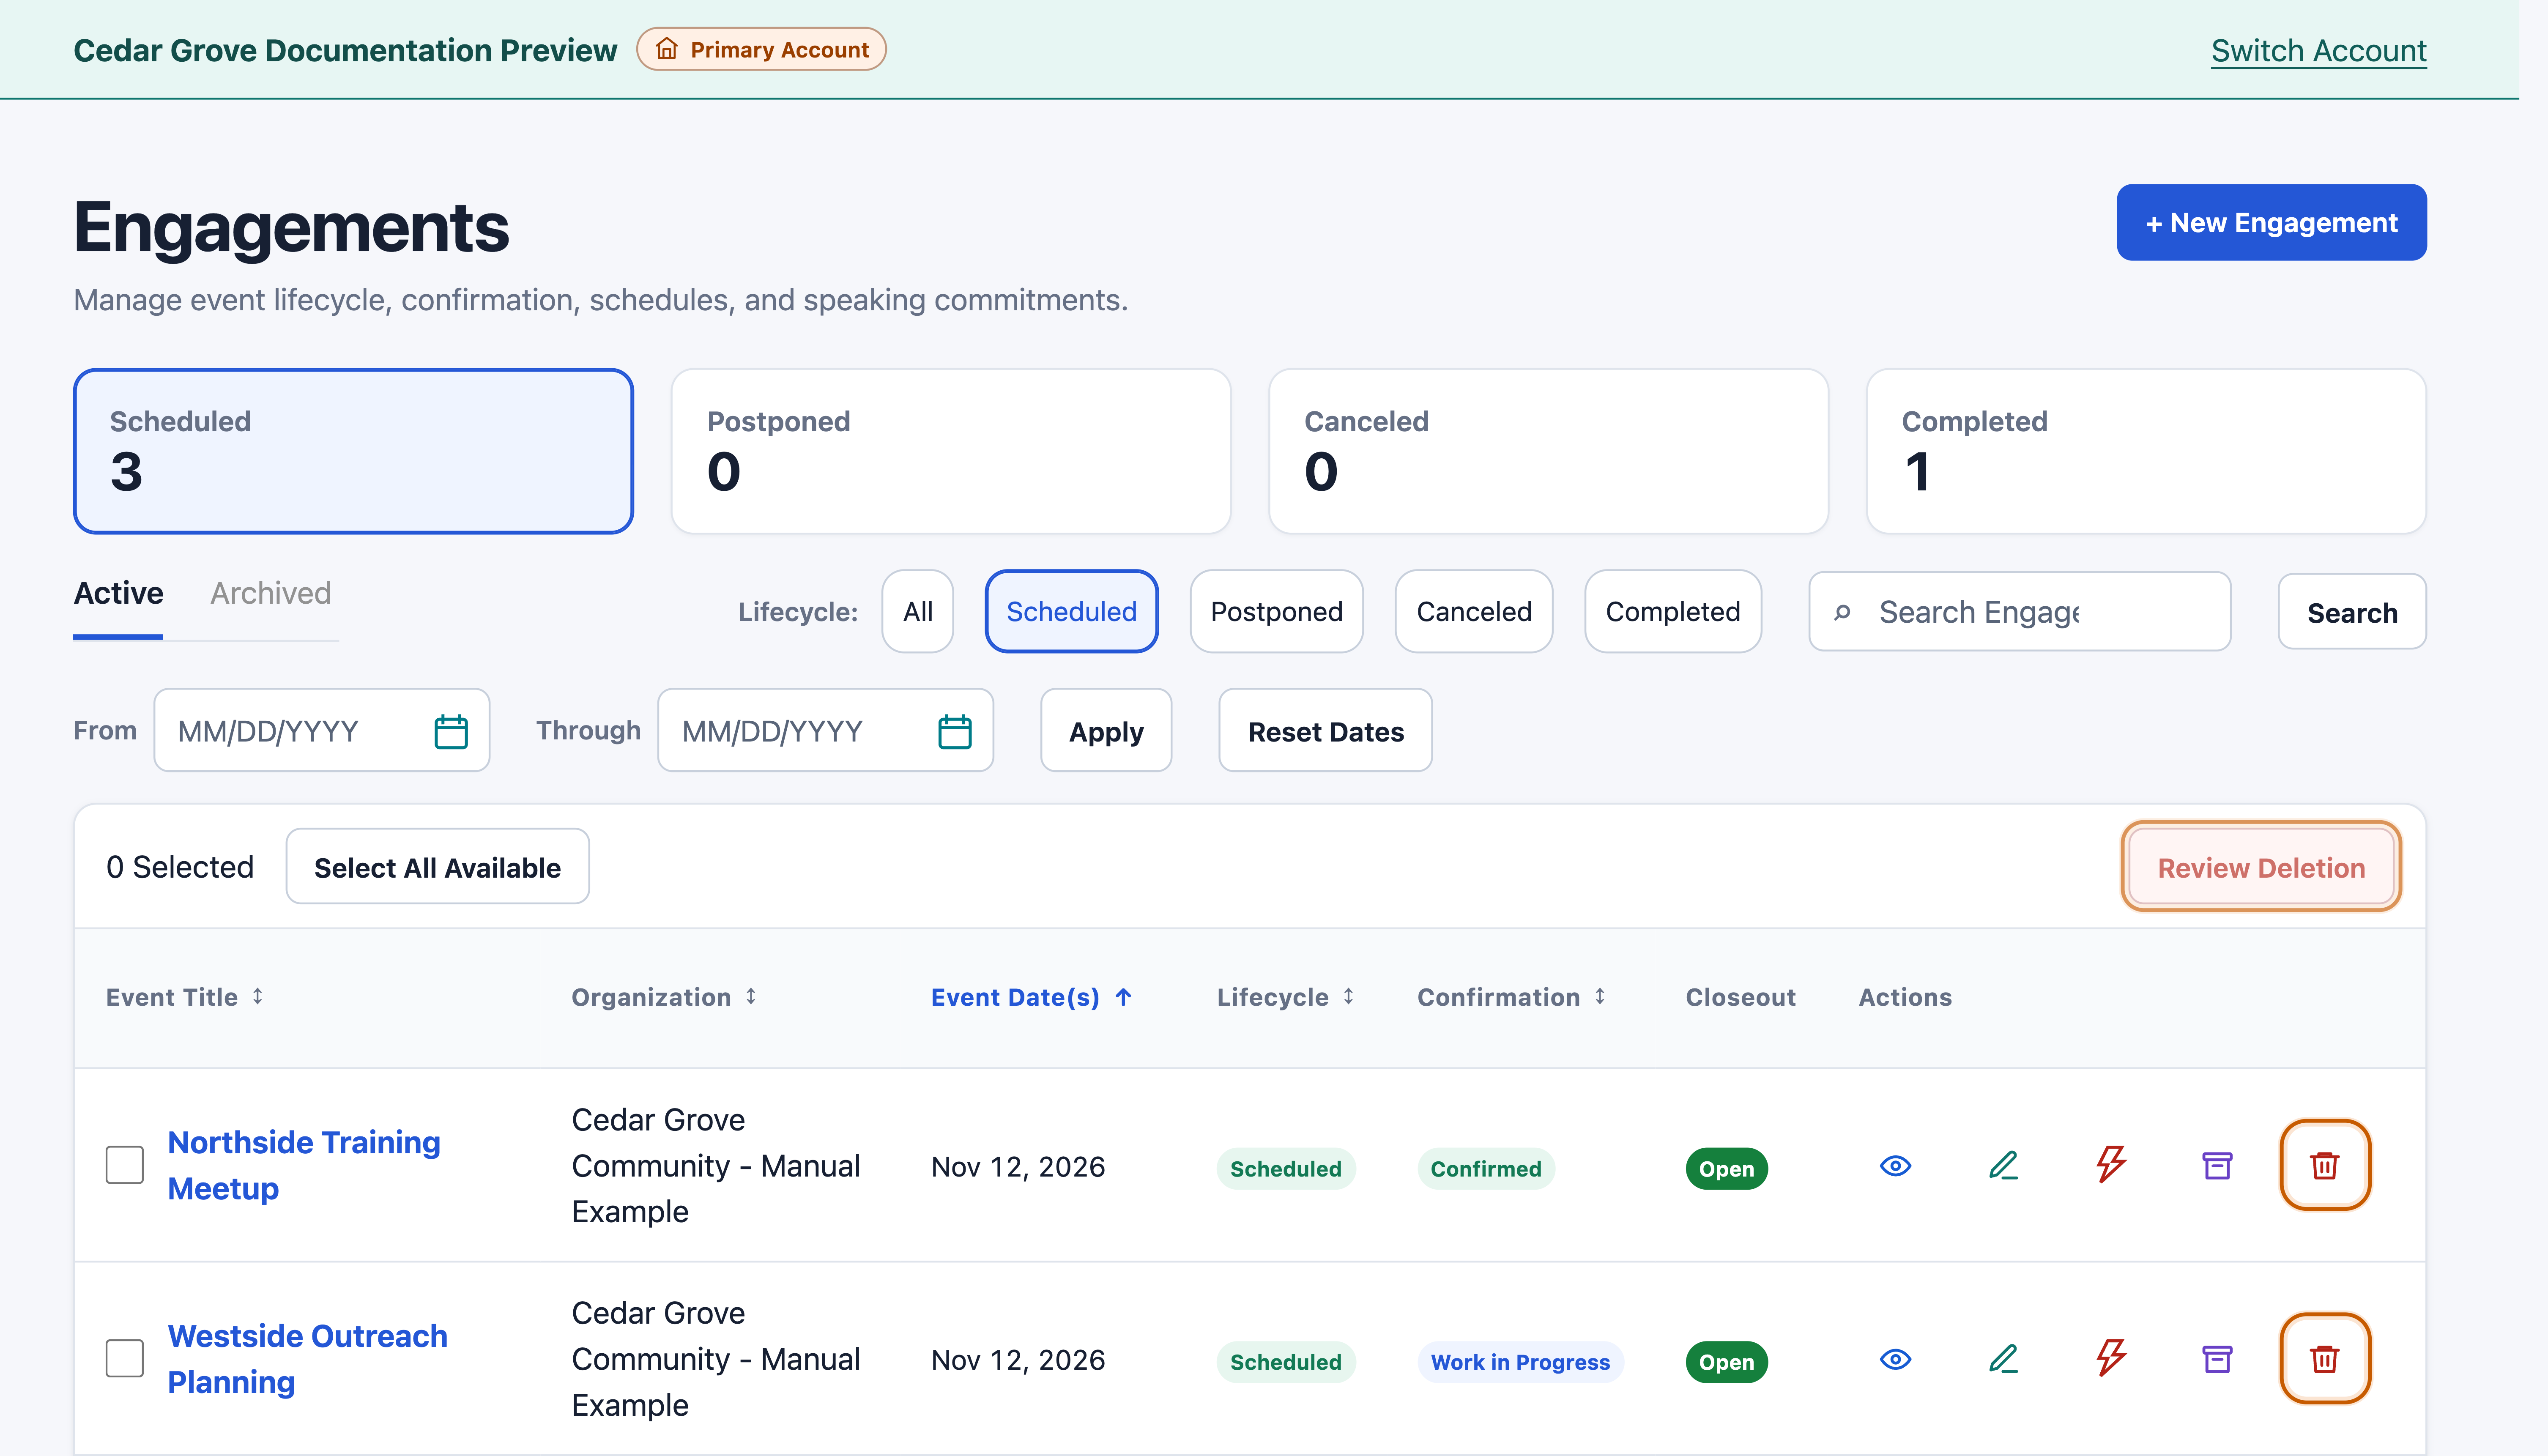 Cedar Grove Documentation Preview
Primary Account
Switch Account
Engagements
+ New Engagement
Manage event lifecycle, confirmation, schedules, and speaking commitments.
Scheduled
3
Postponed
0
Canceled
0
Completed
1
Active
Archived
Lifecycle:
All
Scheduled
Postponed
Canceled
Completed
Search Engage
Search
From
MM/DD/YYYY
Through
MM/DD/YYYY
Apply
Reset Dates
0 Selected
Select All Available
Review Deletion
Event Title
Organization
Event Date(s)
Lifecycle
Confirmation
Closeout
Actions
Northside Training
Meetup
Cedar Grove
Community - Manual
Example
Nov 12, 2026
Scheduled
Confirmed
Open
Westside Outreach
Planning
Cedar Grove
Community - Manual
Example
Nov 12, 2026
Scheduled
Work in Progress
Open